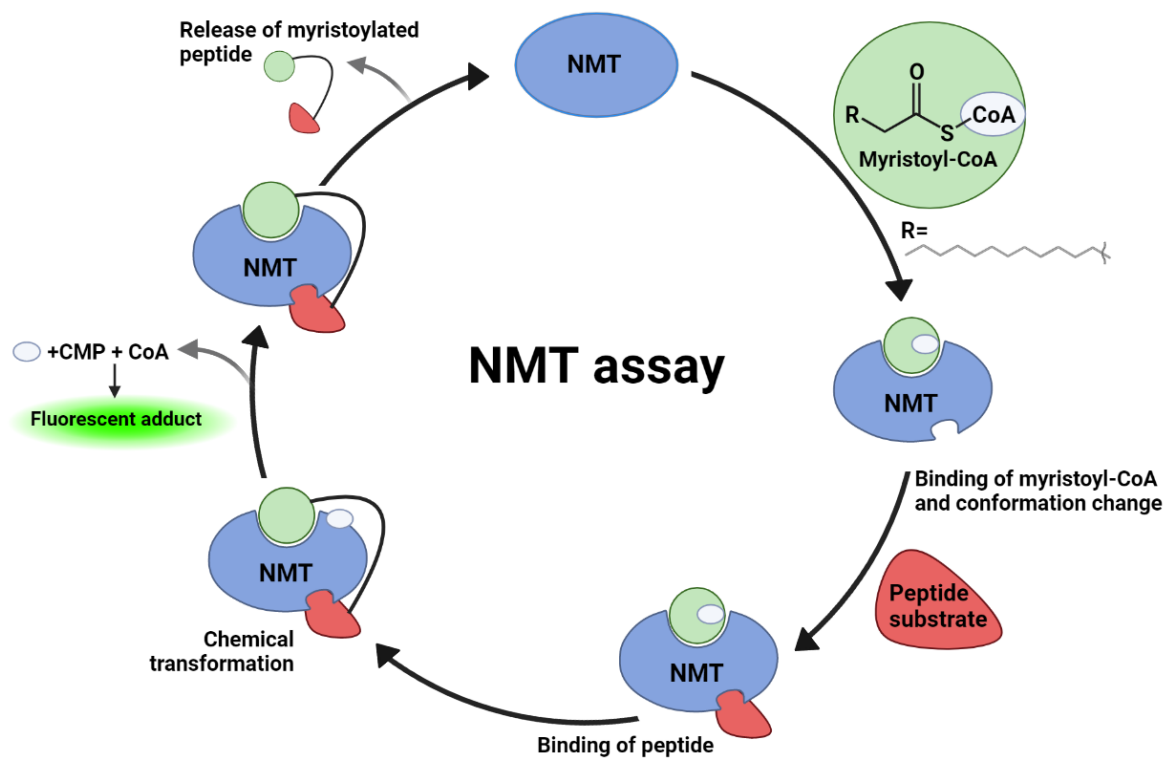 Release of myristoylated
peptide
NMT
O
R
S
CoA
Myristoyl-CoA
R=
NMT
NMT assay
NMT
Binding of myristoyl-CoA
and conformation change
Peptide
substrate
NMT
Binding of peptide
NMT
Chemical
transformation
+CMP + CoA
Fluorescent adduct